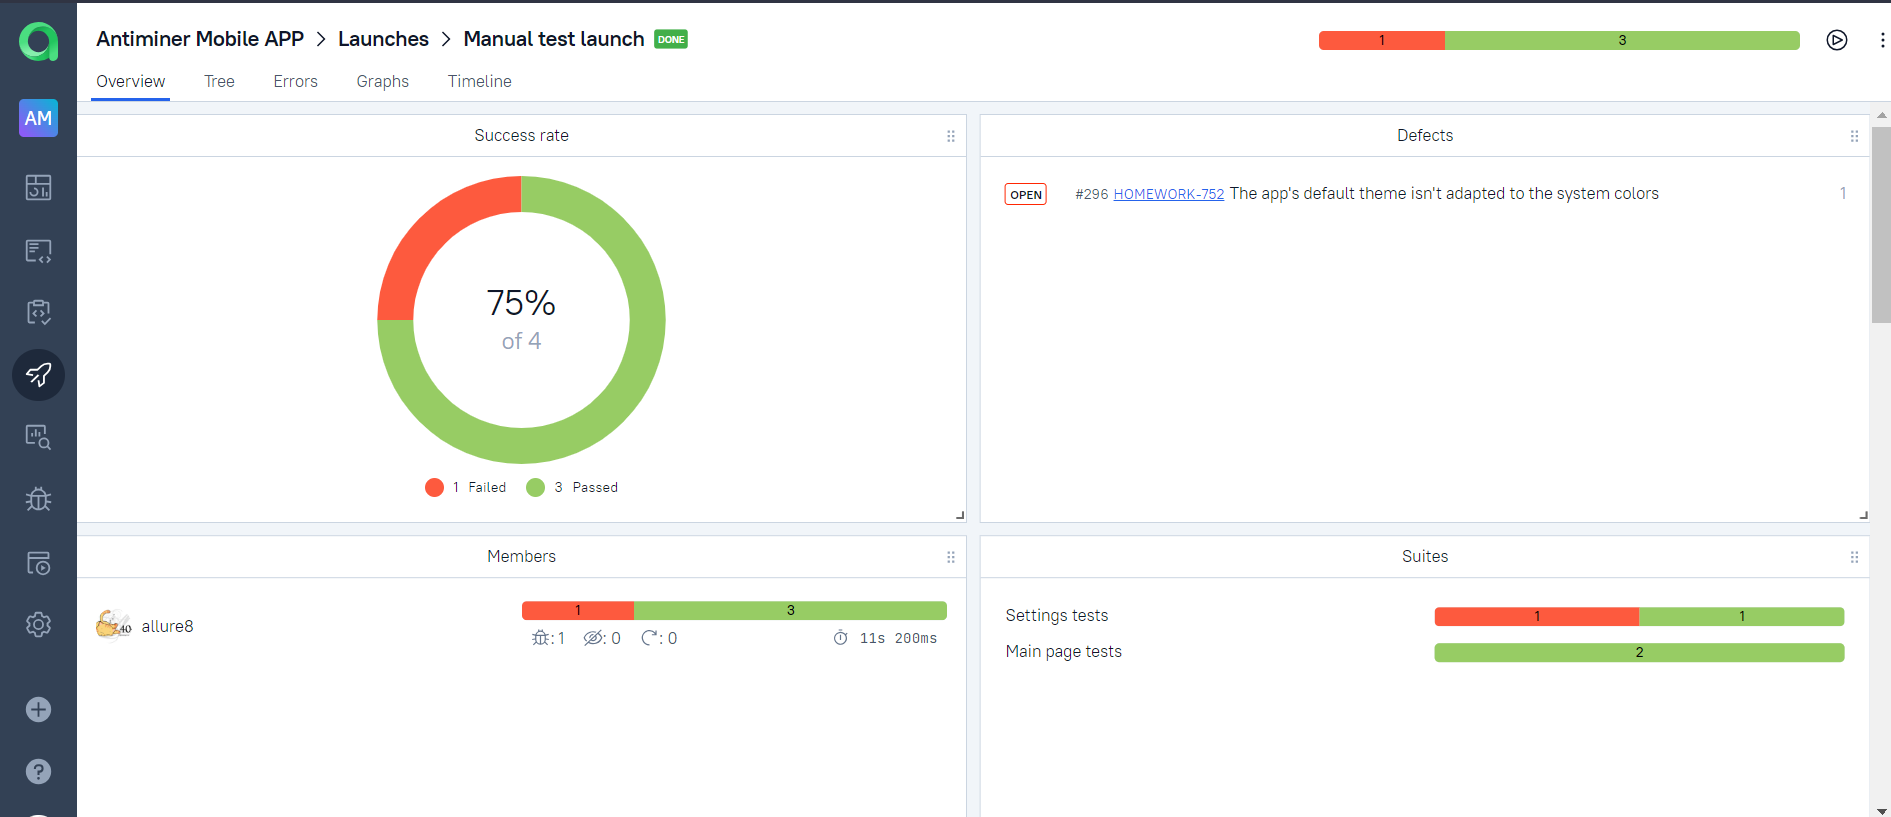 Antiminer Mobile APP > Launches > Manual test launch DONE
1 3
Overview Tree Errors Graphs Timeline
AM
Success rate
75%
of 4
1 Failed 3 Passed
Defects
OPEN #296 HOMEWORK-752 The app's default theme isn't adapted to the system colors 1
Members
allure8
1 3
:1 :0 :0 11s 200ms
Suites
Settings tests 1 1
Main page tests 2